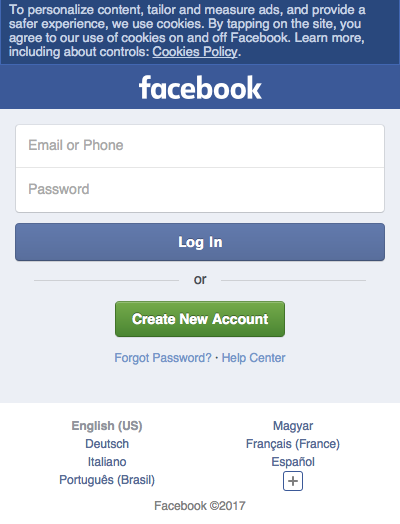 To personalize content, tailor and measure ads, and provide a
safer experience, we use cookies. By tapping on the site, you
agree to our use of cookies on and off Facebook. Learn more,
including about controls: Cookies Policy.
facebook
Email or Phone
Password
Log In
or
Create New Account
Forgot Password? · Help Center
English (US)
Magyar
Deutsch
Français (France)
Italiano
Español
Português (Brasil)
+
Facebook ©2017